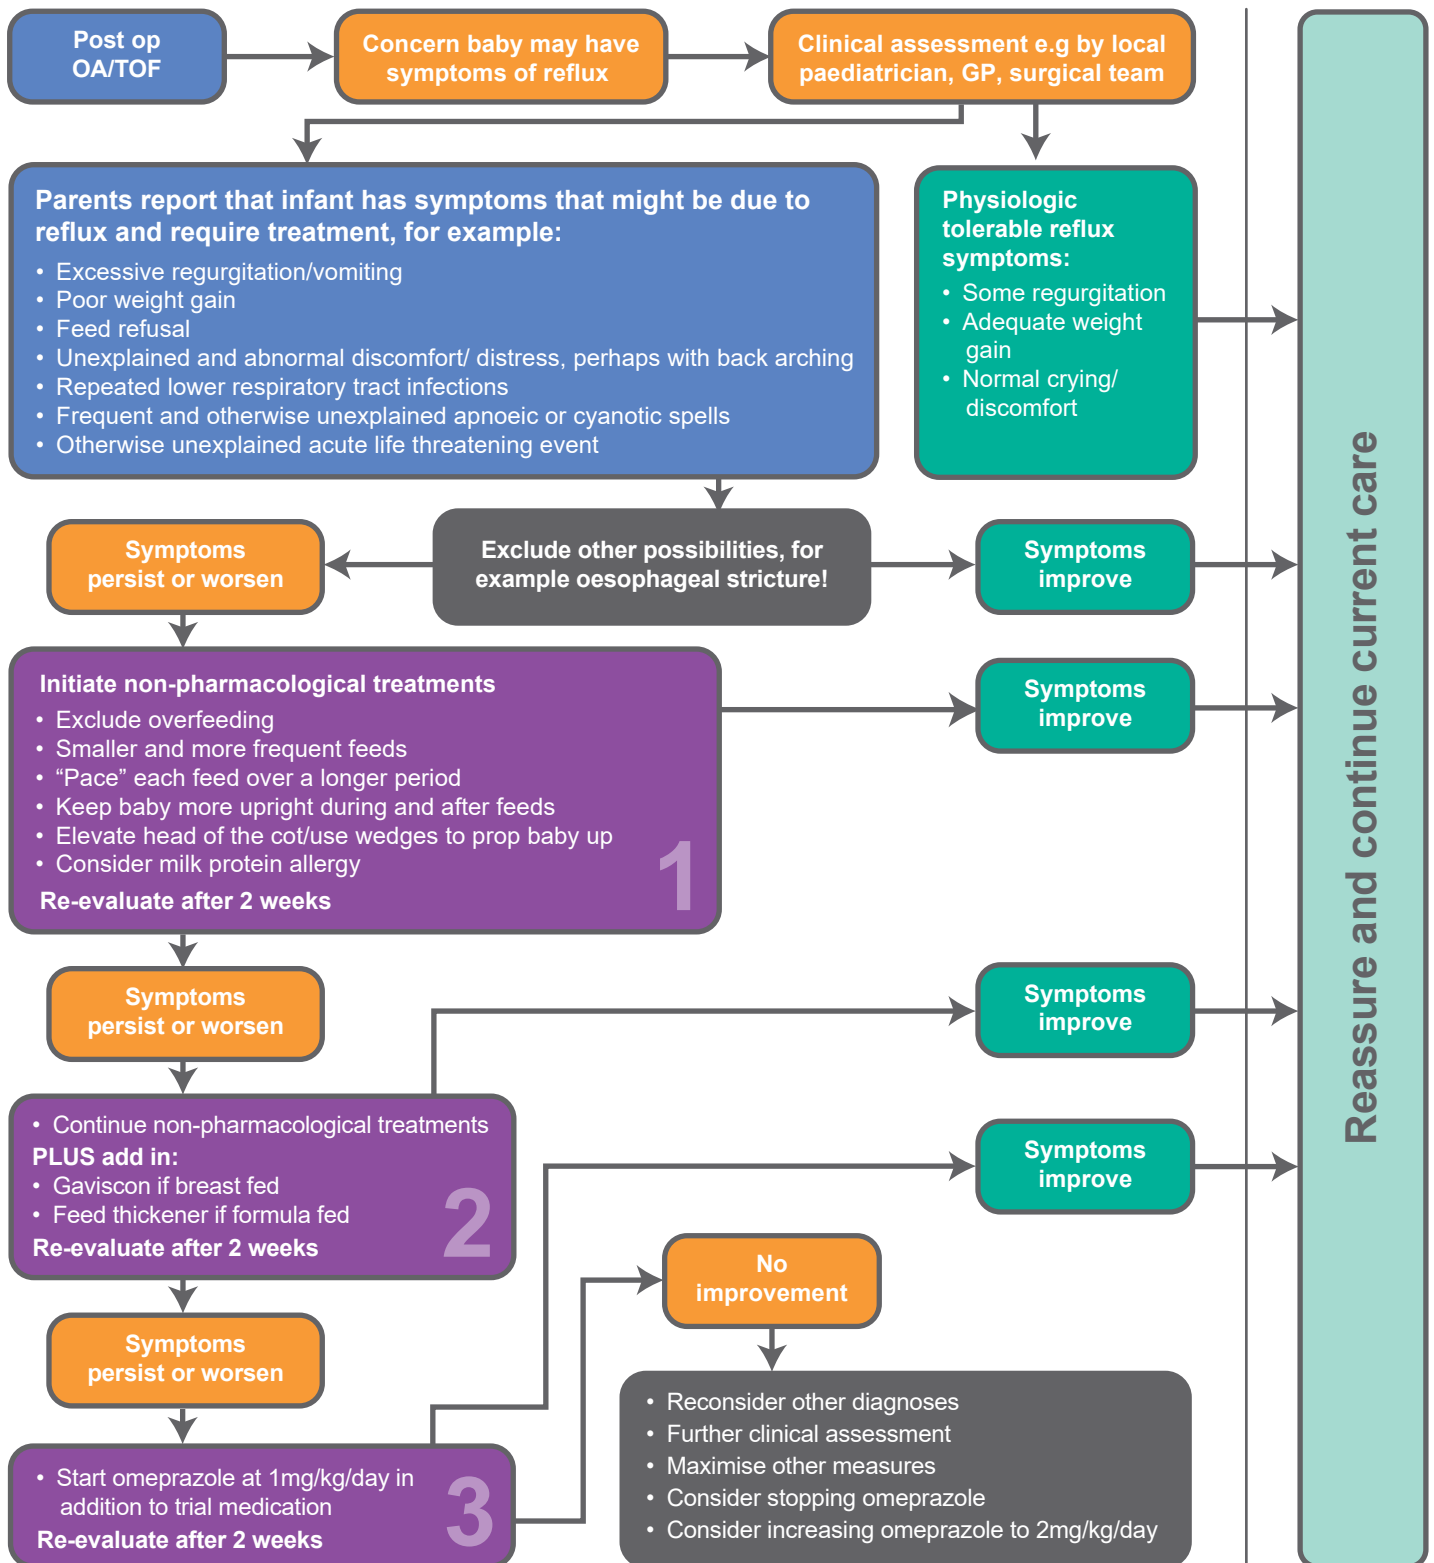 Post op
OA/TOF
Concern baby may have
symptoms of reflux
Clinical assessment e.g by local
paediatrician, GP, surgical team
Parents report that infant has symptoms that might be due to
reflux and require treatment, for example:
• Excessive regurgitation/vomiting
• Poor weight gain
• Feed refusal
• Unexplained and abnormal discomfort/ distress, perhaps with back arching
• Repeated lower respiratory tract infections
• Frequent and otherwise unexplained apnoeic or cyanotic spells
• Otherwise unexplained acute life threatening event
Physiologic
tolerable reflux
symptoms:
• Some regurgitation
• Adequate weight
gain
• Normal crying/
discomfort
Symptoms
persist or worsen
Exclude other possibilities, for
example oesophageal stricture!
Symptoms
improve
Initiate non-pharmacological treatments
• Exclude overfeeding
• Smaller and more frequent feeds
• “Pace” each feed over a longer period
• Keep baby more upright during and after feeds
• Elevate head of the cot/use wedges to prop baby up
• Consider milk protein allergy
Re-evaluate after 2 weeks
1
Symptoms
improve
Symptoms
persist or worsen
Symptoms
improve
• Continue non-pharmacological treatments
PLUS add in:
• Gaviscon if breast fed
• Feed thickener if formula fed
Re-evaluate after 2 weeks
2
Symptoms
improve
No
improvement
Symptoms
persist or worsen
• Start omeprazole at 1mg/kg/day in
addition to trial medication
Re-evaluate after 2 weeks
3
• Reconsider other diagnoses
• Further clinical assessment
• Maximise other measures
• Consider stopping omeprazole
• Consider increasing omeprazole to 2mg/kg/day
Reassure and continue current care